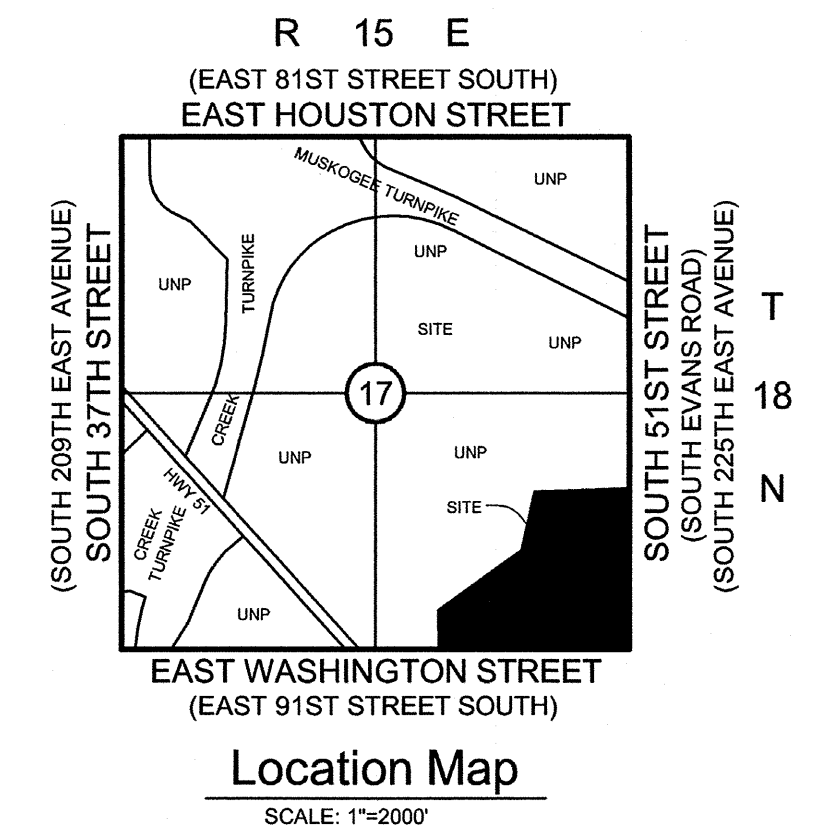 R 15 E
(EAST 81ST STREET SOUTH)
EAST HOUSTON STREET
MUSKOGEE TURNPIKE
UNP
UNP
TURNPIKE
UNP
SITE
UNP
(SOUTH 209TH EAST AVENUE)
SOUTH 37TH STREET
SOUTH 51ST STREET
(SOUTH EVANS ROAD)
(SOUTH 225TH EAST AVENUE)
T
18
N
17
CREEK
UNP
UNP
HWY 51
SITE
CREEK
TURNPIKE
UNP
EAST WASHINGTON STREET
(EAST 91ST STREET SOUTH)
Location Map
SCALE: 1"=2000'